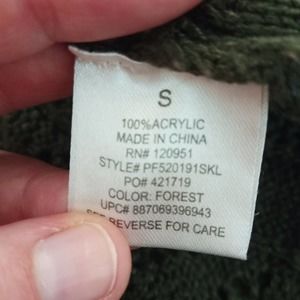 S
100%ACRYLIC
MADE IN CHINA
RN# 120951
STYLE# PF520191SKL
PO# 421719
COLOR: FOREST
UPC# 887069396943
SEE REVERSE FOR CARE